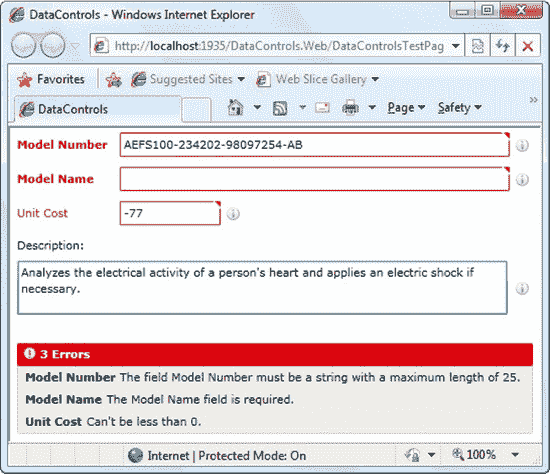 DataControls - Windows Internet Explorer
http://localhost:1935/DataControls.Web/DataControlsTestPag
Favorites Suggested Sites Web Slice Gallery
DataControls Page Safety
Model Number AEFS100-234202-98097254-AB
Model Name
Unit Cost -77
Description:
Analyzes the electrical activity of a person's heart and applies an electric shock if
necessary.
3 Errors
Model Number The field Model Number must be a string with a maximum length of 25.
Model Name The Model Name field is required.
Unit Cost Can't be less than 0.
Internet | Protected Mode: On 100%